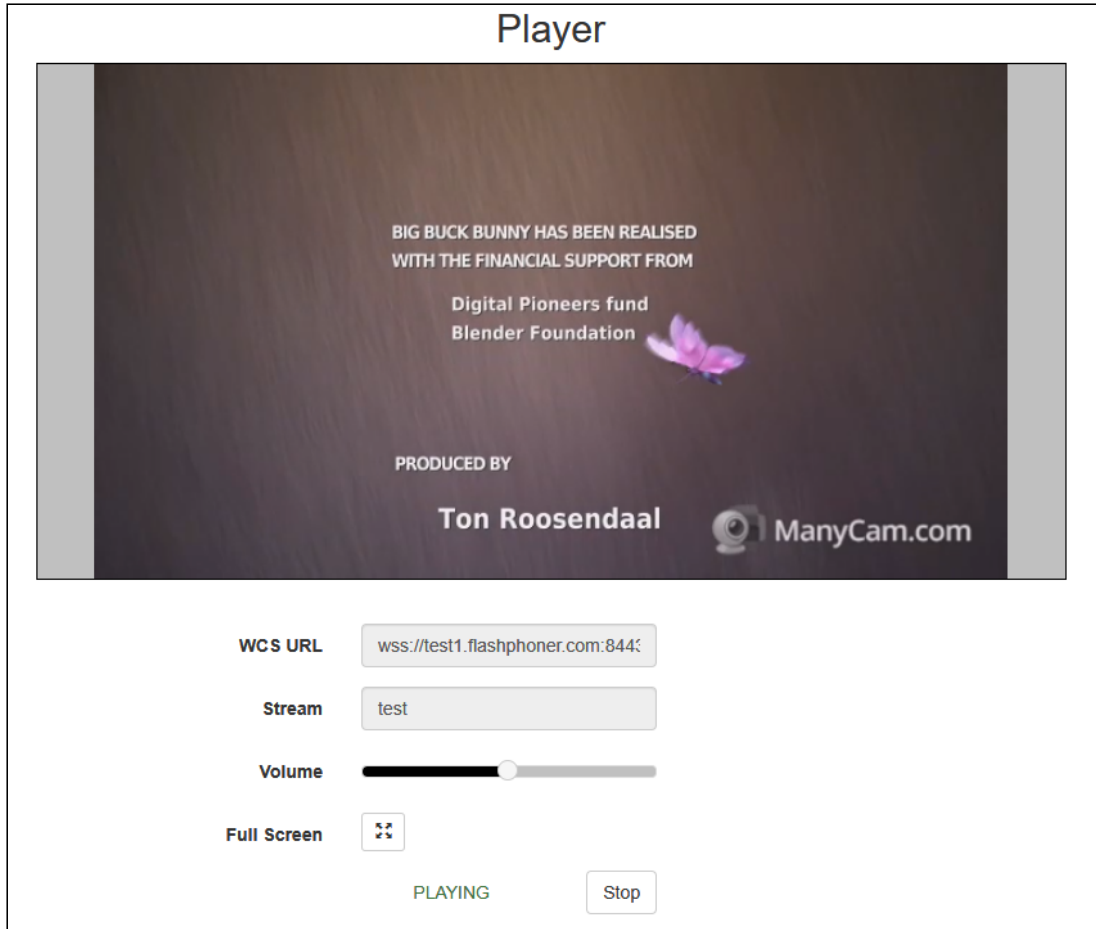 Player
BIG BUCK BUNNY HAS BEEN REALISED
WITH THE FINANCIAL SUPPORT FROM
Digital Pioneers fund
Blender Foundation
PRODUCED BY
Ton Roosendaal
ManyCam.com
WCS URL wss://test1.flashphoner.com:8443
Stream test
Volume
Full Screen
PLAYING Stop